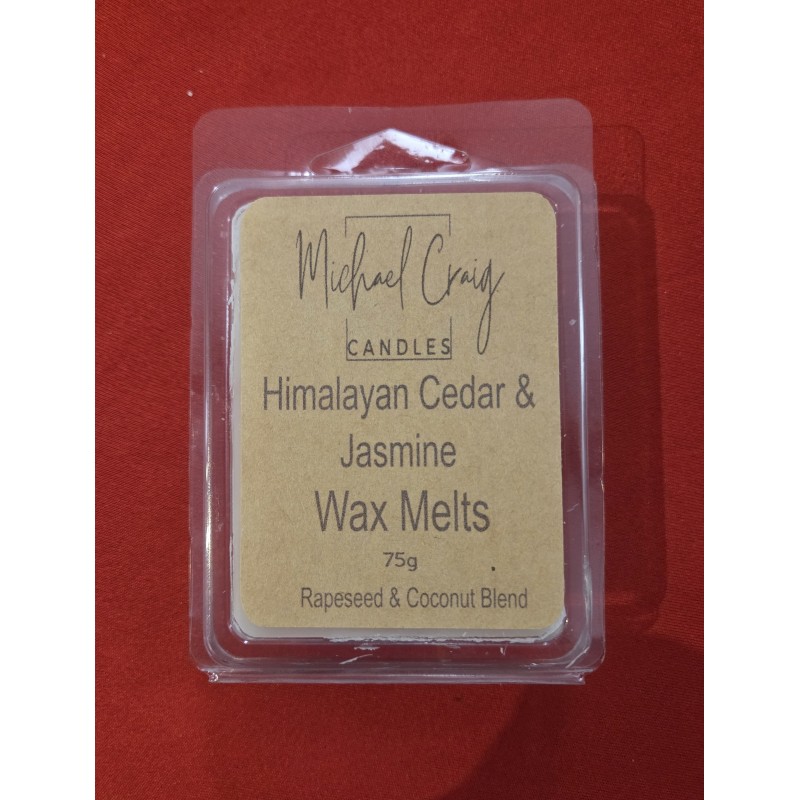 Michael Craig
CANDLES
Himalayan Cedar &
Jasmine
Wax Melts
75g
Rapeseed & Coconut Blend